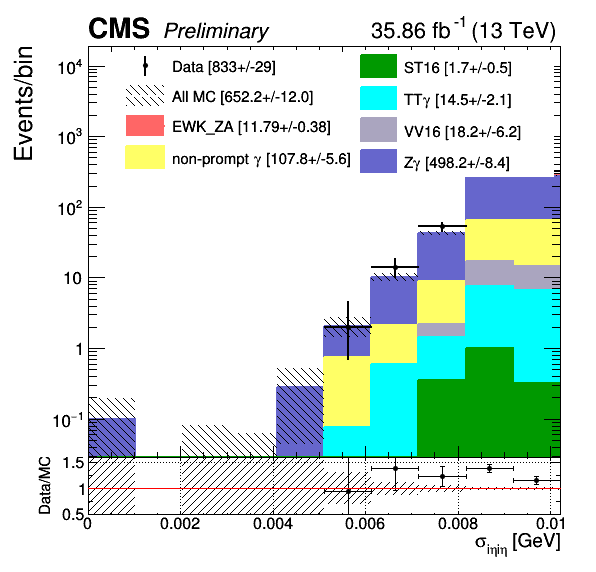 CMS Preliminary 35.86 fb⁻¹ (13 TeV)
Events/bin
Data [833+/-29]
All MC [652.2+/-12.0]
EWK_ZA [11.79+/-0.38]
non-prompt γ [107.8+/-5.6]
ST16 [1.7+/-0.5]
TTγ [14.5+/-2.1]
VV16 [18.2+/-6.2]
Zγ [498.2+/-8.4]
10⁴
10³
10²
10
1
10⁻¹
Data/MC
1.5
1
0.5
0 0.002 0.004 0.006 0.008 0.01
σiηiη [GeV]